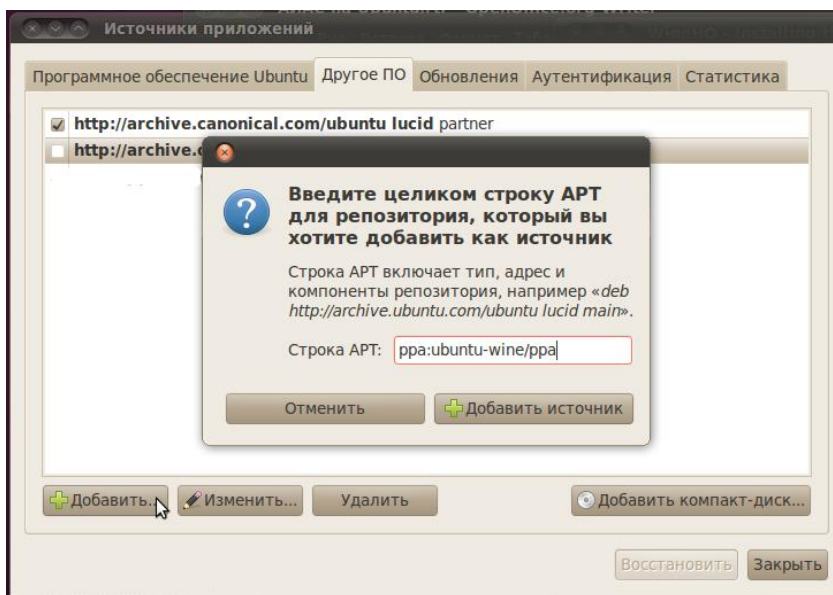 OpenOffice.org Writer
Источники приложений
Программное обеспечение Ubuntu
Другое ПО
Обновления
Аутентификация
Статистика
http://archive.canonical.com/ubuntu lucid partner
http://archive.
Введите целиком строку APT
для репозитория, который вы
хотите добавить как источник
Строка APT включает тип, адрес и
компоненты репозитория, например «deb
http://archive.ubuntu.com/ubuntu lucid main».
Строка APT:
ppa:ubuntu-wine/ppa
Отменить
Добавить источник
Добавить...
Изменить...
Удалить
Добавить компакт-диск...
Восстановить
Закрыть